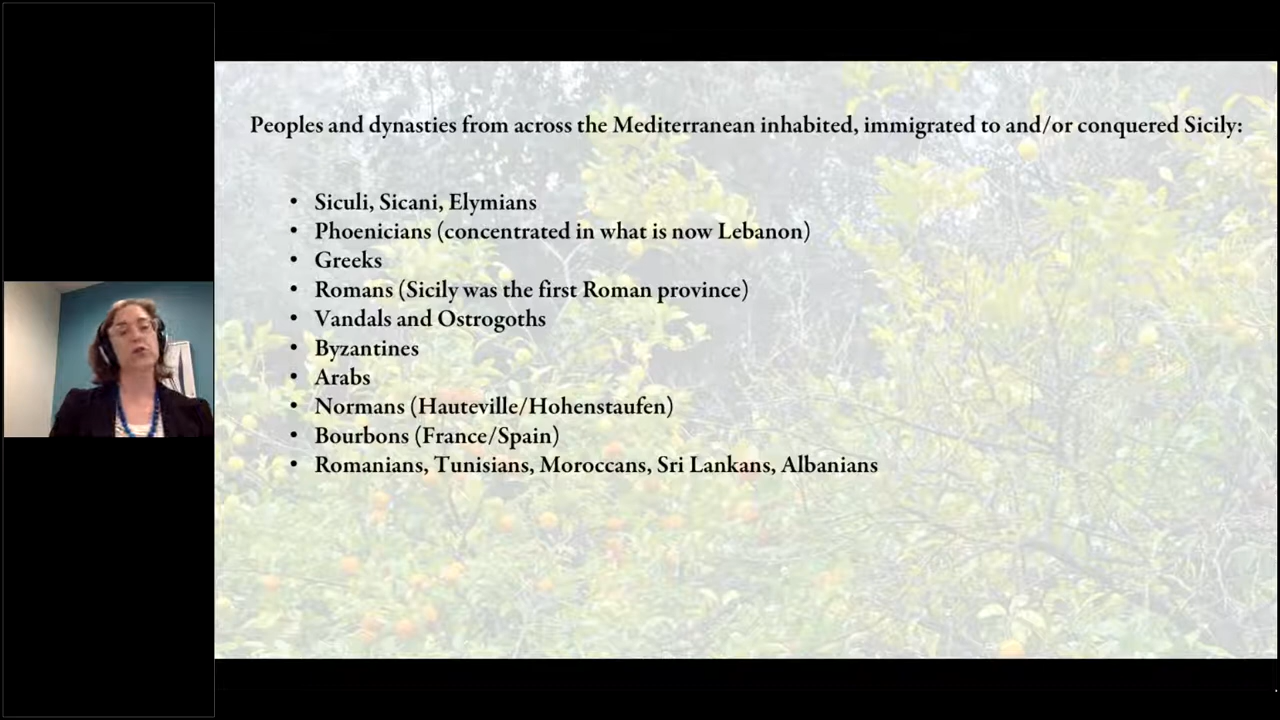 Peoples and dynasties from across the Mediterranean inhabited, immigrated to and/or conquered Sicily:
• Siculi, Sicani, Elymians
• Phoenicians (concentrated in what is now Lebanon)
• Greeks
• Romans (Sicily was the first Roman province)
• Vandals and Ostrogoths
• Byzantines
• Arabs
• Normans (Hauteville/Hohenstaufen)
• Bourbons (France/Spain)
• Romanians, Tunisians, Moroccans, Sri Lankans, Albanians